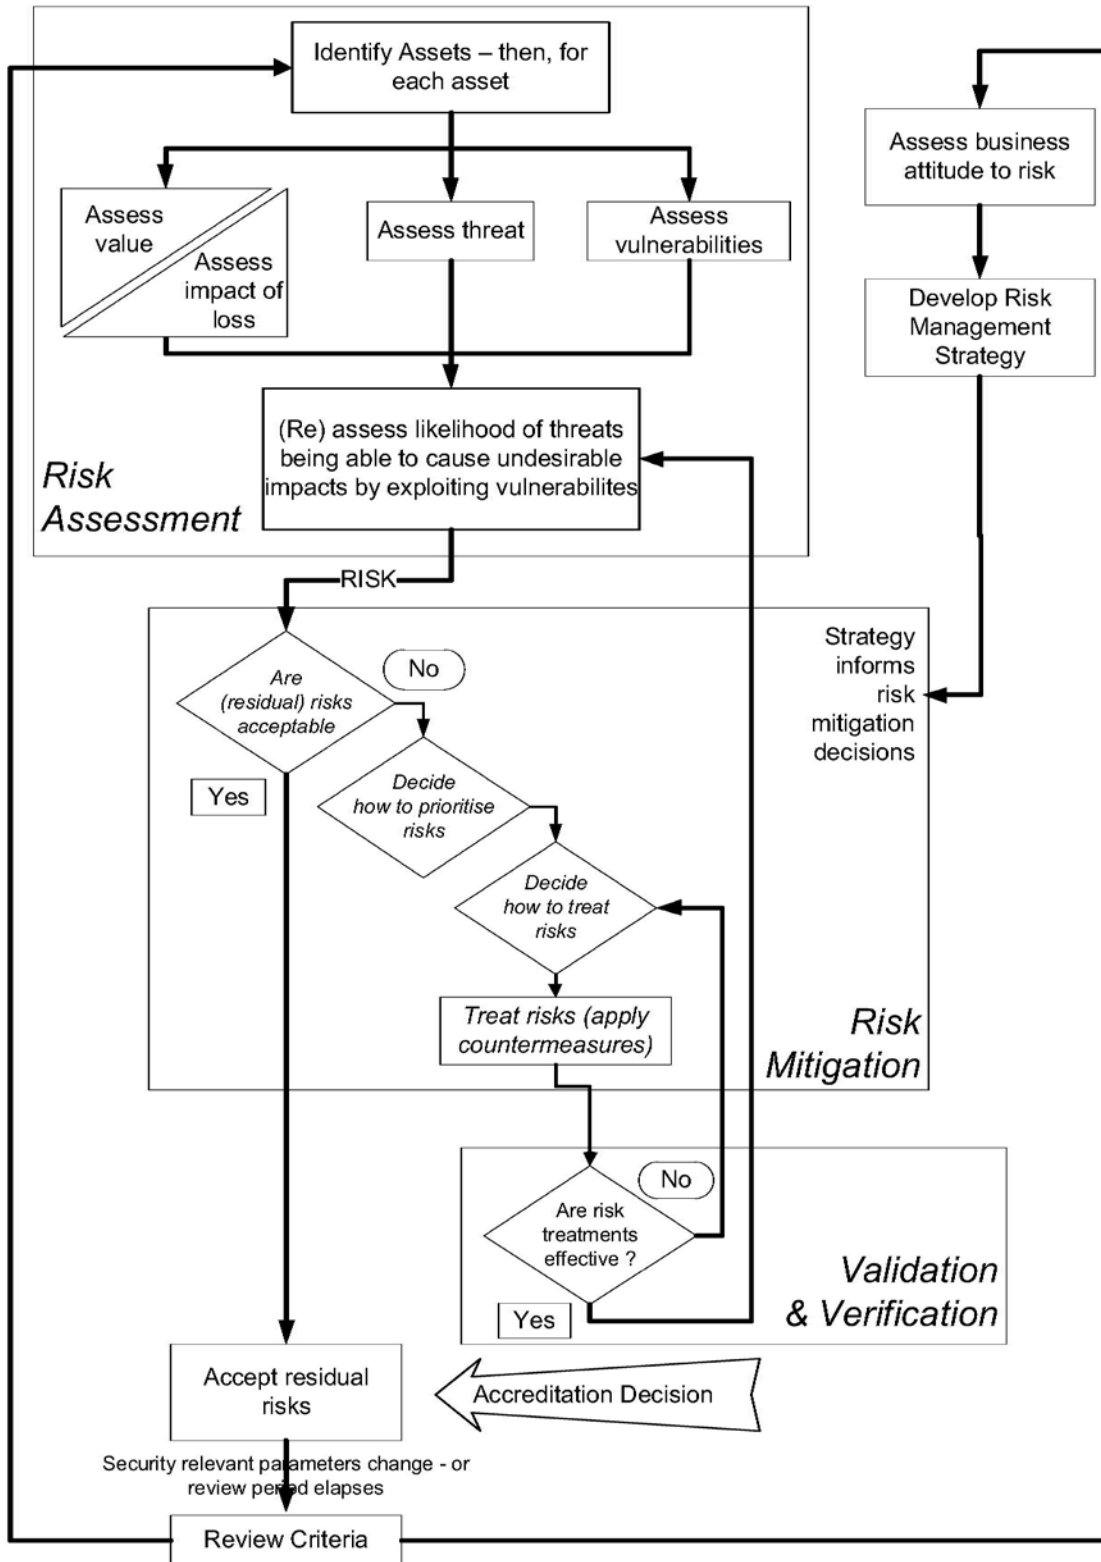 Identify Assets – then, for
each asset
Assess business
attitude to risk
Assess
value
Assess
impact of
loss
Assess threat
Assess
vulnerabilities
Develop Risk
Management
Strategy
(Re) assess likelihood of threats
being able to cause undesirable
impacts by exploiting vulnerabilites
Risk
Assessment
RISK
Strategy
informs
risk
mitigation
decisions
Are
(residual) risks
acceptable
No
Yes
Decide
how to prioritise
risks
Decide
how to treat
risks
Treat risks (apply
countermeasures)
Risk
Mitigation
Are risk
treatments
effective ?
No
Yes
Validation
& Verification
Accept residual
risks
Accreditation Decision
Security relevant parameters change - or
review period elapses
Review Criteria